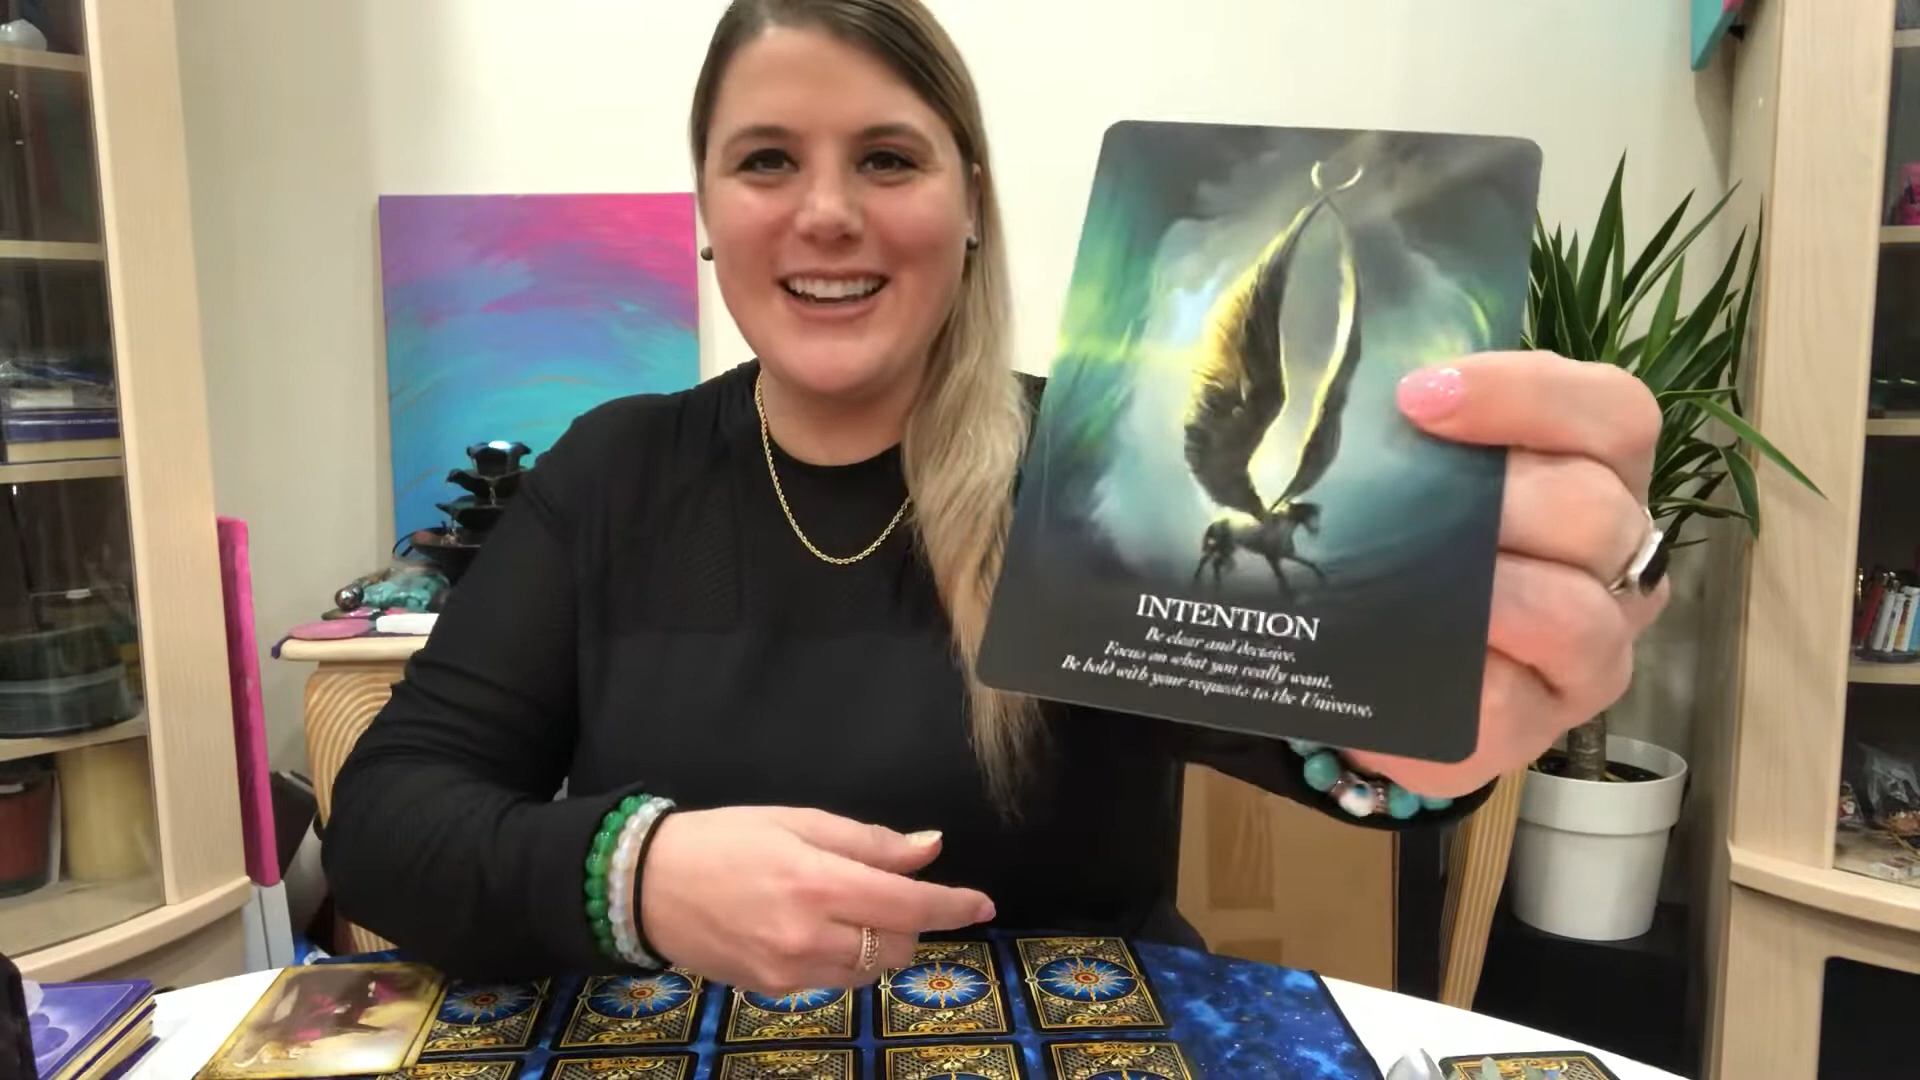 INTENTION
Be clear and decisive.
Focus on what you really want.
Be bold with your requests to the Universe.